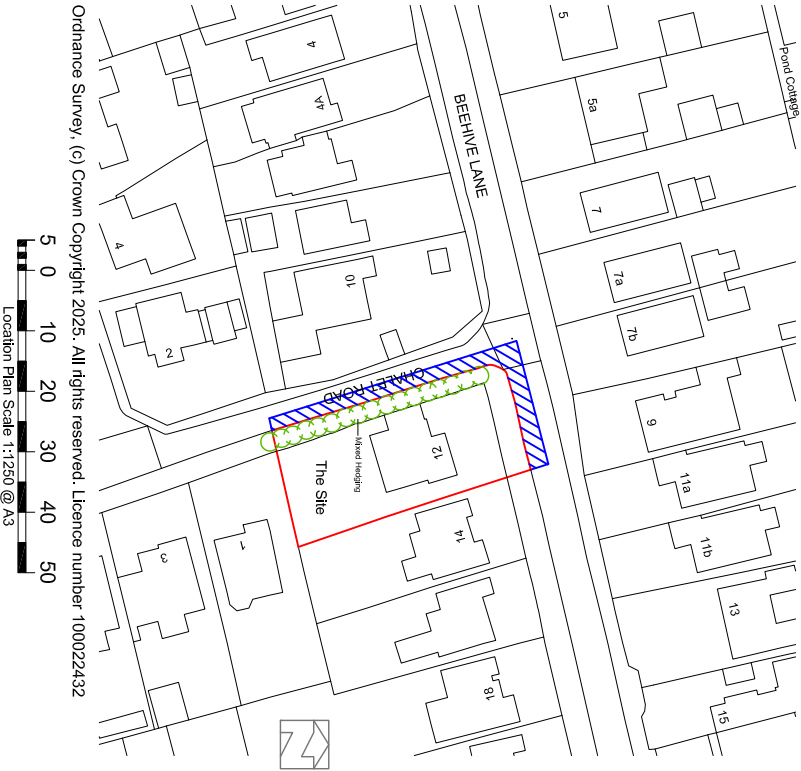 Pond Cottage
5
4
5a
4A
BEEHIVE LANE
7
4
7a
10
7b
2
CHALET ROAD
9
12
Mixed Hedging
The Site
11a
14
11b
1
3
13
18
15
N
5 0 10 20 30 40 50
Location Plan Scale 1:1250 @ A3
Ordnance Survey, (c) Crown Copyright 2025. All rights reserved. Licence number 100022432